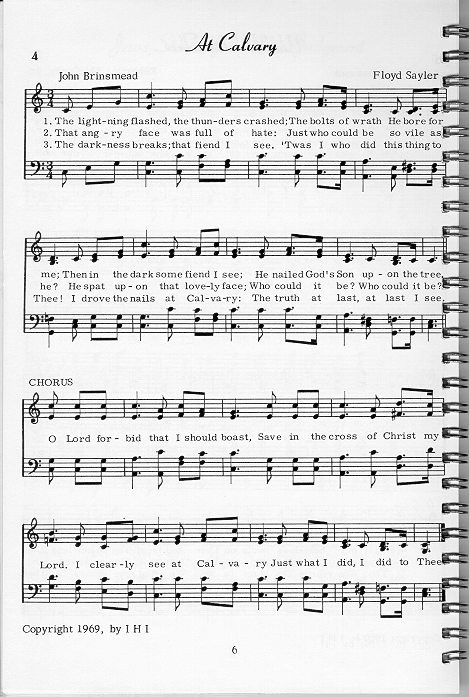 At Calvary
4
John Brinsmead Floyd Sayler
1. The light-ning flashed, the thun-ders crashed; The bolts of wrath He bore for
2. That ang-ry face was full of hate: Just who could be so vile as
3. The dark-ness breaks; that fiend I see. 'Twas I who did this thing to
me; Then in the dark some fiend I see; He nailed God's Son up-on the tree.
he? He spat up-on that love-ly face; Who could it be? Who could it be?
Thee! I drove the nails at Cal-va-ry: The truth at last, at last I see.
CHORUS
O Lord for-bid that I should boast, Save in the cross of Christ my
Lord. I clear-ly see at Cal-va-ry Just what I did, I did to Thee
Copyright 1969, by I H I
6